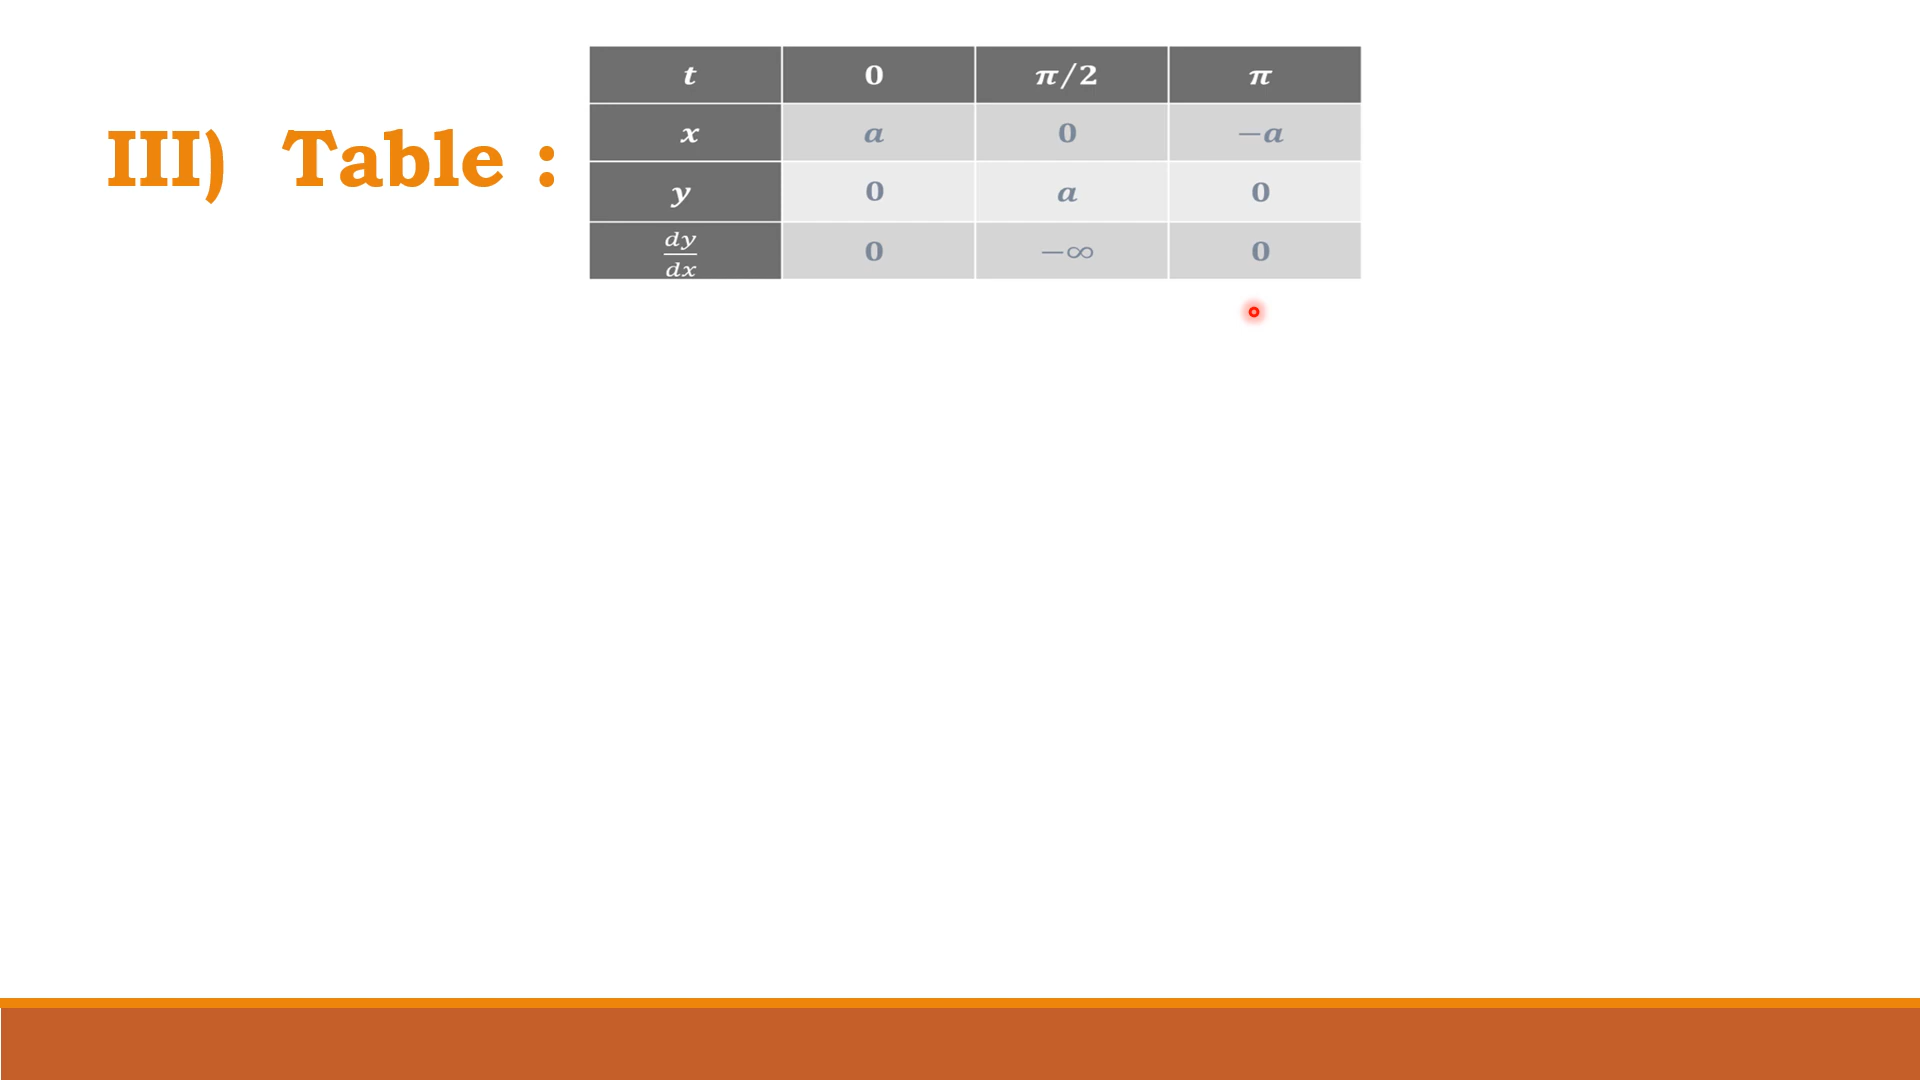 III) Table :
t 0 π/2 π
x a 0 −a
y 0 a 0
dy/dx 0 −∞ 0